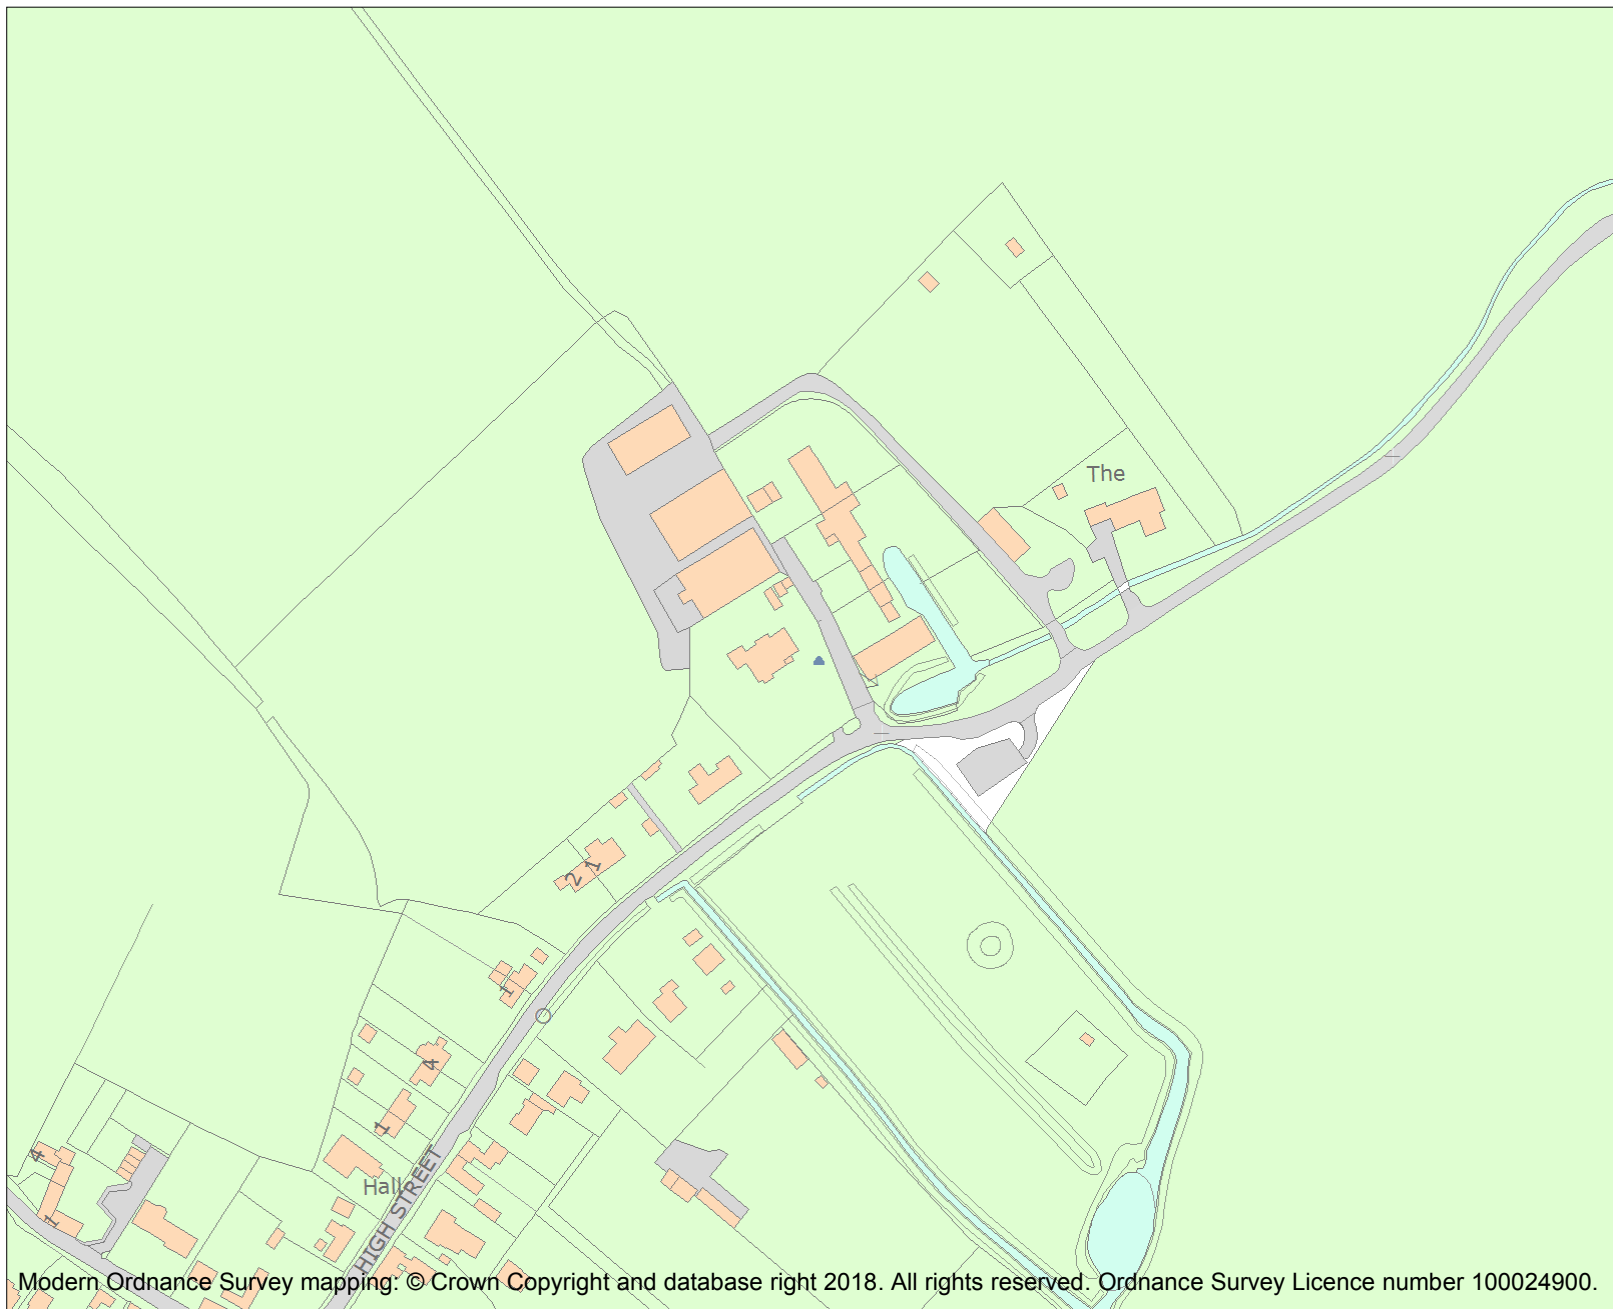 The
2
1
1
4
1
4
Hall
HIGH STREET
1
Modern Ordnance Survey mapping: © Crown Copyright and database right 2018. All rights reserved. Ordnance Survey Licence number 100024900.